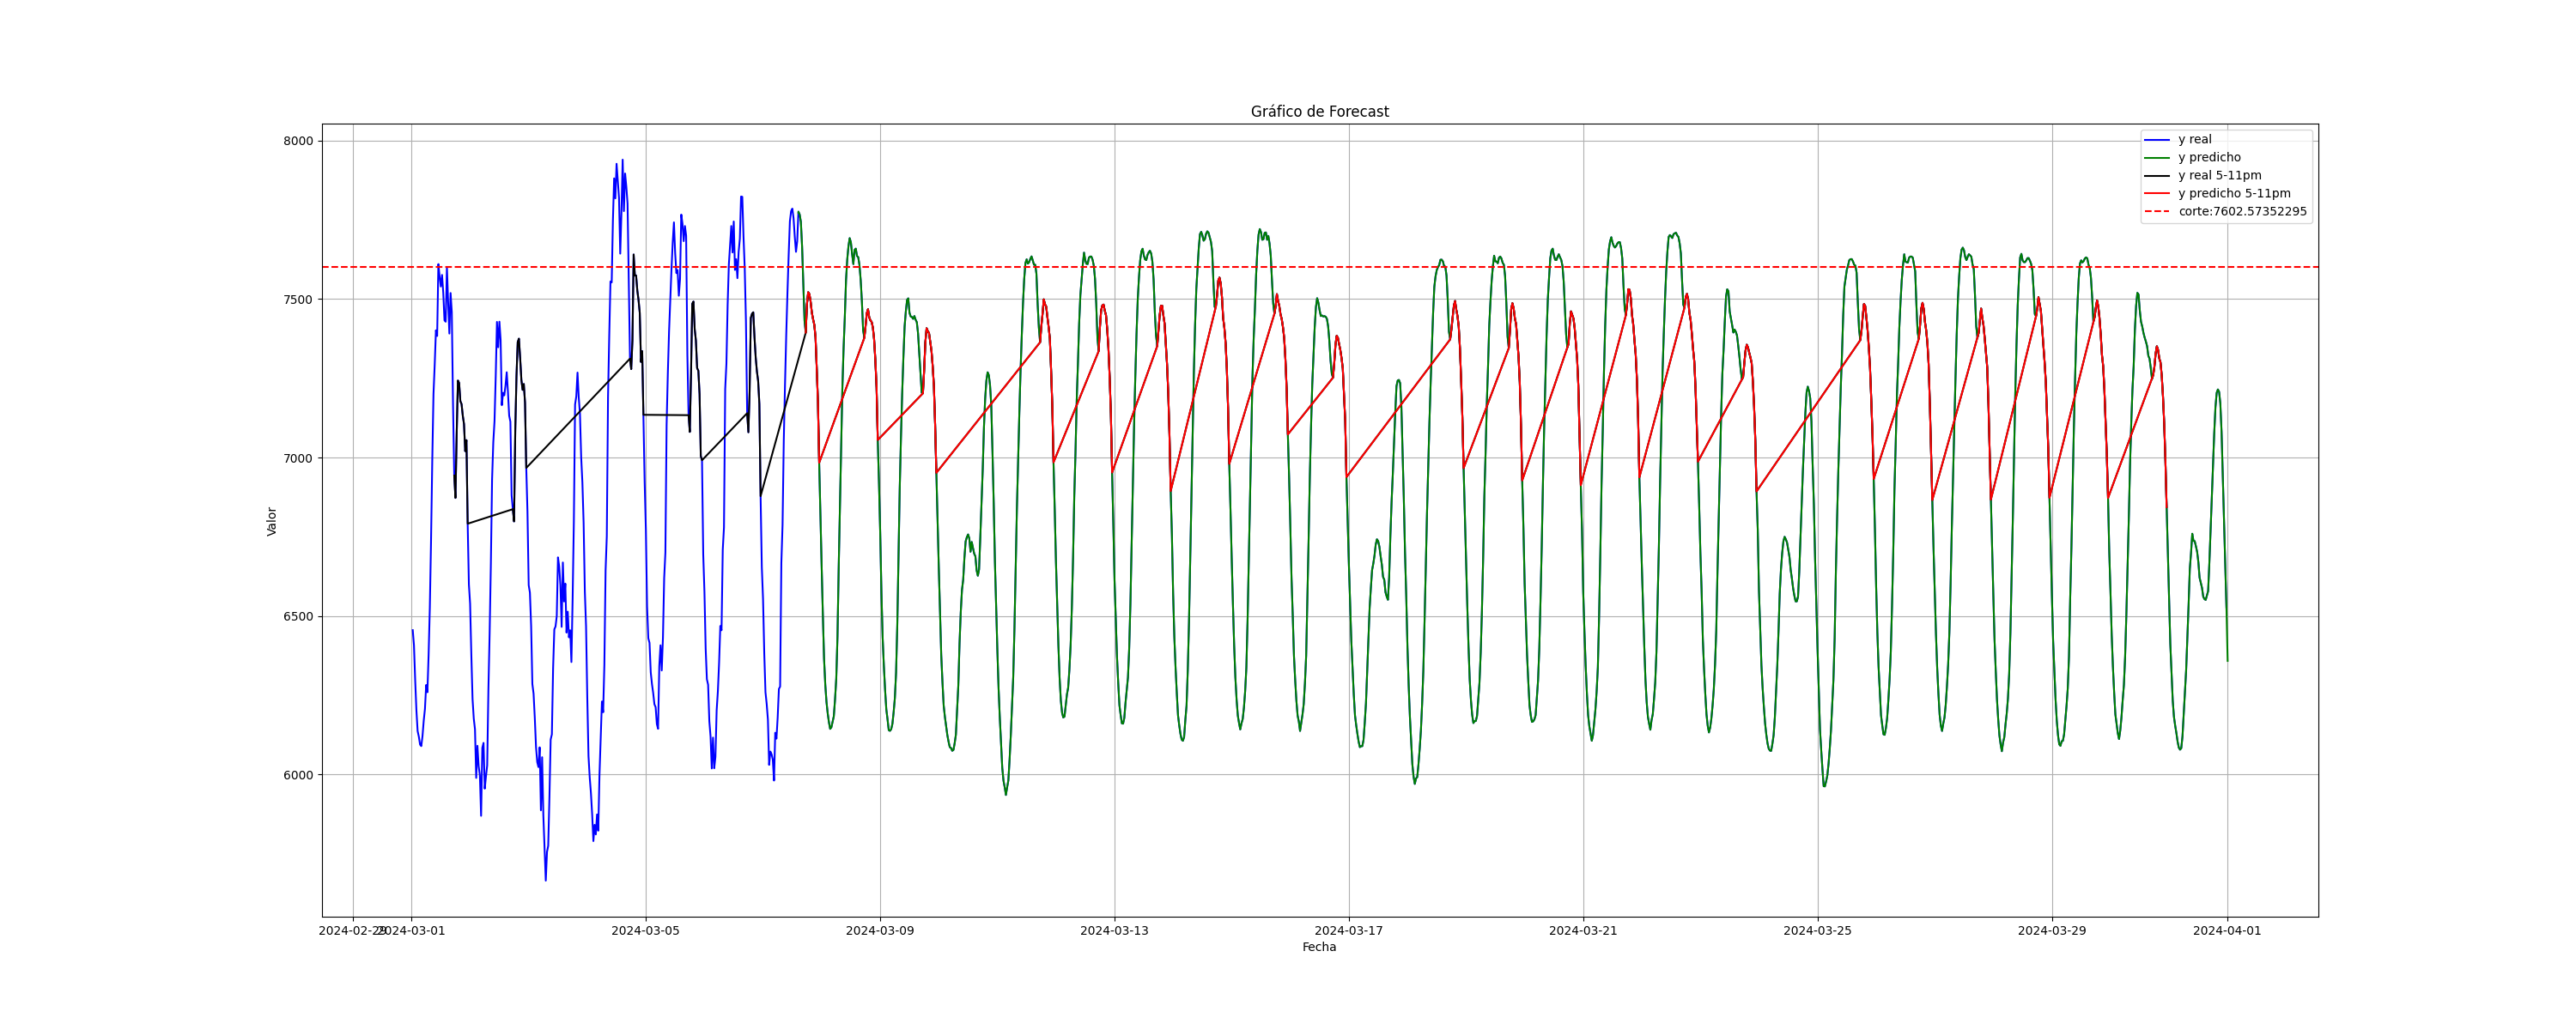 Gráfico de Forecast
8000
7500
7000
6500
6000
Valor
y real
y predicho
y real 5-11pm
y predicho 5-11pm
corte:7602.57352295
2024-02-29
2024-03-01
2024-03-05
2024-03-09
2024-03-13
2024-03-17
2024-03-21
2024-03-25
2024-03-29
2024-04-01
Fecha